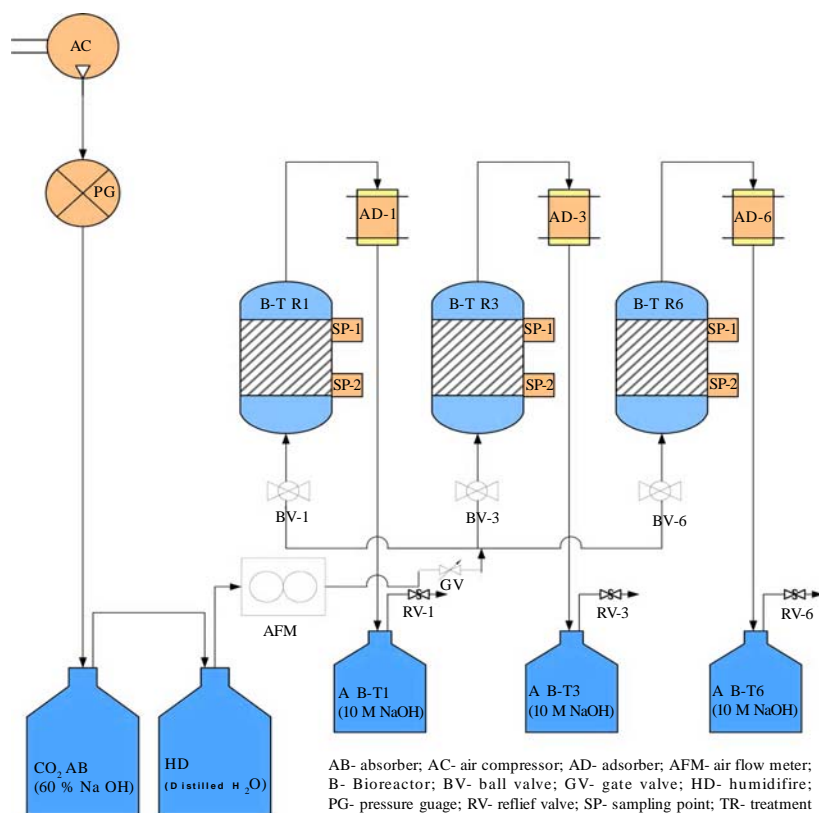 AC
PG
AD-1
AD-3
AD-6
B-T R1
B-T R3
B-T R6
SP-1
SP-1
SP-1
SP-2
SP-2
SP-2
BV-1
BV-3
BV-6
GV
AFM
RV-1
RV-3
RV-6
A B-T1
(10 M NaOH)
A B-T3
(10 M NaOH)
A B-T6
(10 M NaOH)
CO2 AB
(60 % Na OH)
HD
(D istilled H2O)
AB- absorber; AC- air compressor; AD- adsorber; AFM- air flow meter;
B- Bioreactor; BV- ball valve; GV- gate valve; HD- humidifire;
PG- pressure guage; RV- reflief valve; SP- sampling point; TR- treatment